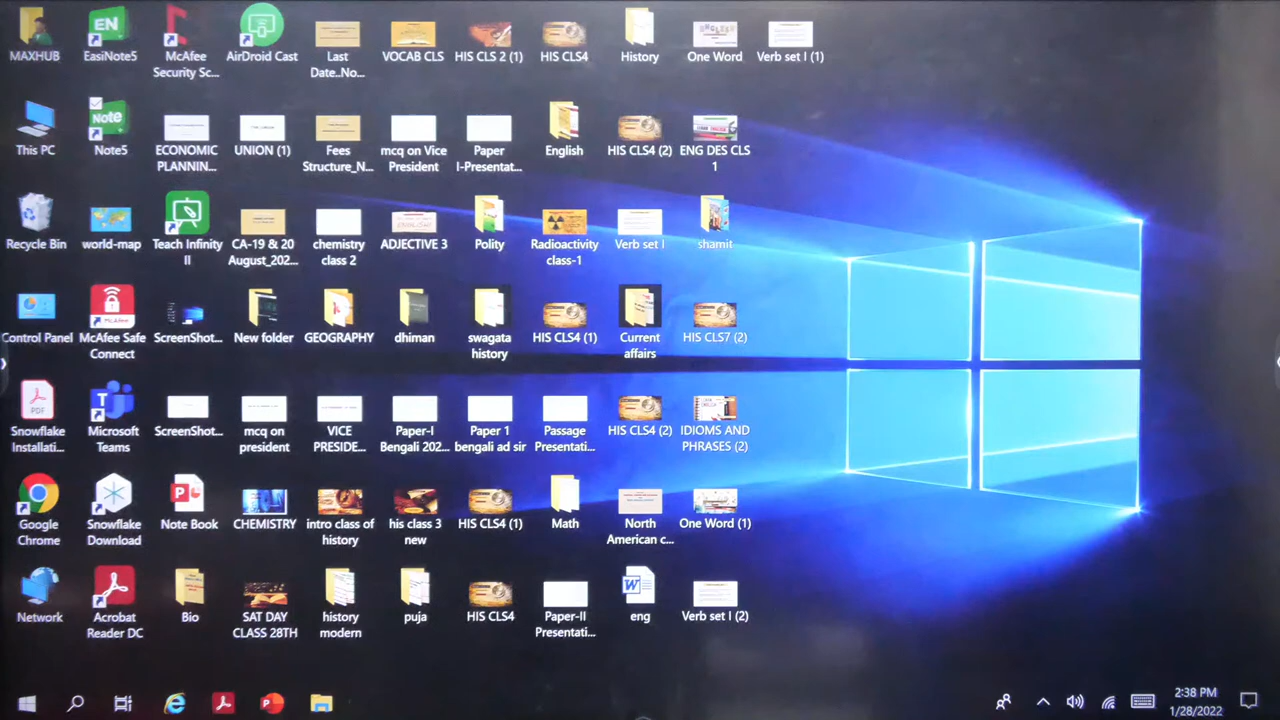 MAXHUB
EN
EasiNote5
McAfee
Security Sc...
AirDroid Cast
Last
Date..No...
VOCAB CLS
HIS CLS 2 (1)
HIS CLS4
History
One Word
Verb set I (1)
This PC
Note
Note5
ECONOMIC
PLANNIN...
UNION (1)
Fees
Structure_N...
mcq on Vice
President
Paper
I-Presentat...
English
HIS CLS4 (2)
ENG DES CLS
1
Recycle Bin
world-map
Teach Infinity
II
CA-19 & 20
August_202...
chemistry
class 2
ADJECTIVE 3
Polity
Radioactivity
class-1
Verb set I
shamit
Control Panel
McAfee Safe
Connect
ScreenShot...
New folder
GEOGRAPHY
dhiman
swagata
history
HIS CLS4 (1)
Current
affairs
HIS CLS7 (2)
PDF
Snowflake
Installati...
Microsoft
Teams
ScreenShot...
mcq on
president
VICE
PRESIDE...
Paper-I
Bengali 202...
Paper 1
bengali ad sir
Passage
Presentati...
HIS CLS4 (2)
IDIOMS AND
PHRASES (2)
Google
Chrome
Snowflake
Download
Note Book
CHEMISTRY
intro class of
history
his class 3
new
HIS CLS4 (1)
Math
North
American c...
One Word (1)
Network
Acrobat
Reader DC
Bio
SAT DAY
CLASS 28TH
history
modern
puja
HIS CLS4
Paper-II
Presentati...
eng
Verb set I (2)
2:38 PM
1/28/2022